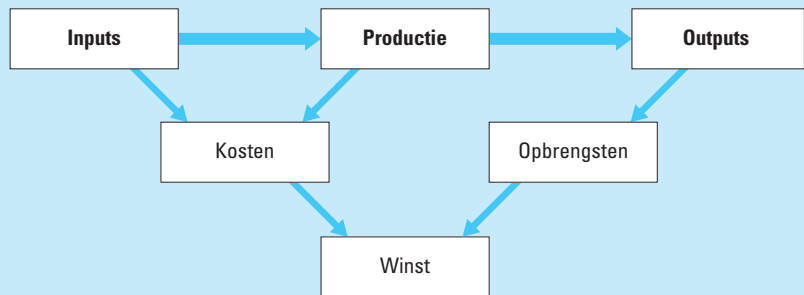 Inputs
Productie
Outputs
Kosten
Opbrengsten
Winst